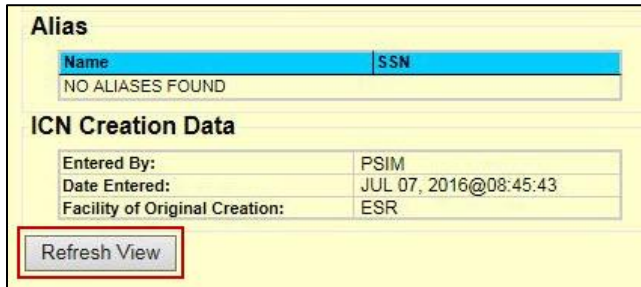 Alias
Name SSN
NO ALIASES FOUND
ICN Creation Data
Entered By: PSIM
Date Entered: JUL 07, 2016@08:45:43
Facility of Original Creation: ESR
Refresh View